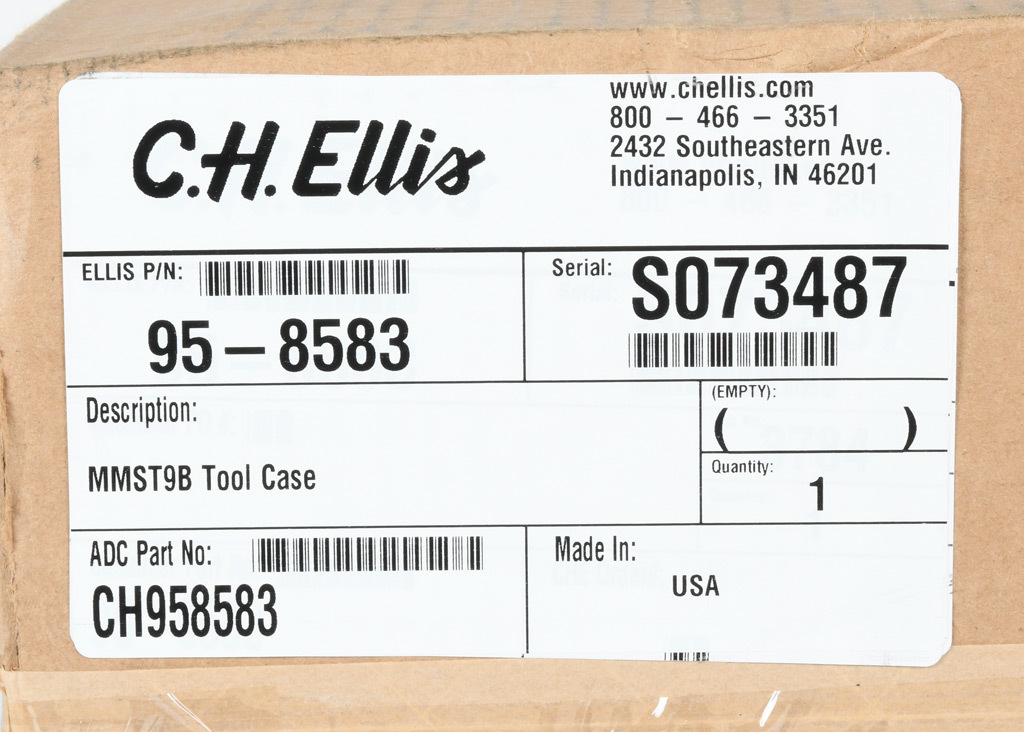 C.H. Ellis
www.chellis.com
800 – 466 – 3351
2432 Southeastern Ave.
Indianapolis, IN 46201
ELLIS P/N:
95 – 8583
Serial:
S073487
Description:
MMST9B Tool Case
(EMPTY):
( )
Quantity:
1
ADC Part No:
CH958583
Made In:
USA